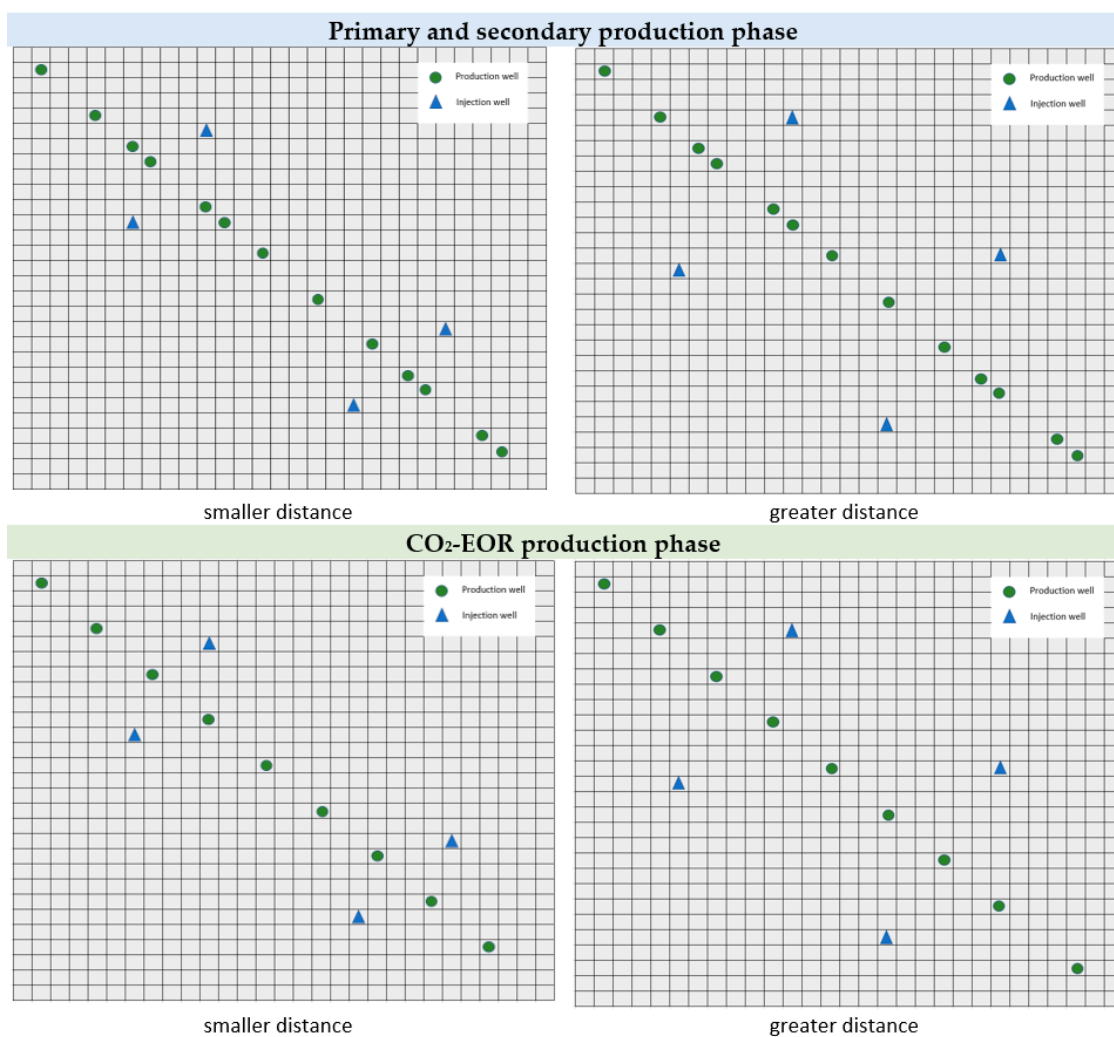 Primary and secondary production phase
Production well
Injection well
Production well
Injection well
smaller distance
greater distance
CO₂-EOR production phase
Production well
Injection well
Production well
Injection well
smaller distance
greater distance